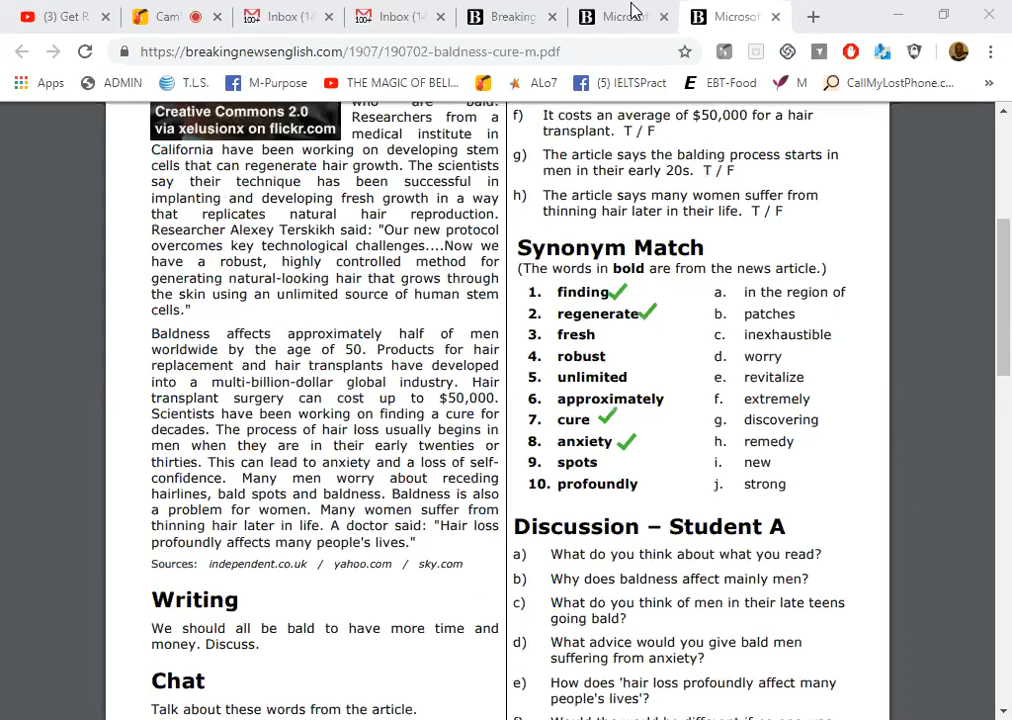 (3) Get R
Cam
Inbox (1
Inbox (1
Breaking
Microsof
Microsof
https://breakingnewsenglish.com/1907/190702-baldness-cure-m.pdf
Apps
ADMIN
T.L.S.
M-Purpose
THE MAGIC OF BELI...
ALo7
(5) IELTSPract
EBT-Food
M
CallMyLostPhone.c...
Creative Commons 2.0
via xelusionx on flickr.com
who are bald.
Researchers from a
medical institute in
California have been working on developing stem
cells that can regenerate hair growth. The scientists
say their technique has been successful in
implanting and developing fresh growth in a way
that replicates natural hair reproduction.
Researcher Alexey Terskikh said: "Our new protocol
overcomes key technological challenges....Now we
have a robust, highly controlled method for
generating natural-looking hair that grows through
the skin using an unlimited source of human stem
cells."
Baldness affects approximately half of men
worldwide by the age of 50. Products for hair
replacement and hair transplants have developed
into a multi-billion-dollar global industry. Hair
transplant surgery can cost up to $50,000.
Scientists have been working on finding a cure for
decades. The process of hair loss usually begins in
men when they are in their early twenties or
thirties. This can lead to anxiety and a loss of self-
confidence. Many men worry about receding
hairlines, bald spots and baldness. Baldness is also
a problem for women. Many women suffer from
thinning hair later in life. A doctor said: "Hair loss
profoundly affects many people's lives."
Sources: independent.co.uk / yahoo.com / sky.com
Writing
We should all be bald to have more time and
money. Discuss.
Chat
Talk about these words from the article.
f) It costs an average of $50,000 for a hair
transplant. T / F
g) The article says the balding process starts in
men in their early 20s. T / F
h) The article says many women suffer from
thinning hair later in their life. T / F
Synonym Match
(The words in bold are from the news article.)
1. finding a. in the region of
2. regenerate b. patches
3. fresh c. inexhaustible
4. robust d. worry
5. unlimited e. revitalize
6. approximately f. extremely
7. cure g. discovering
8. anxiety h. remedy
9. spots i. new
10. profoundly j. strong
Discussion – Student A
a) What do you think about what you read?
b) Why does baldness affect mainly men?
c) What do you think of men in their late teens
going bald?
d) What advice would you give bald men
suffering from anxiety?
e) How does 'hair loss profoundly affect many
people's lives'?